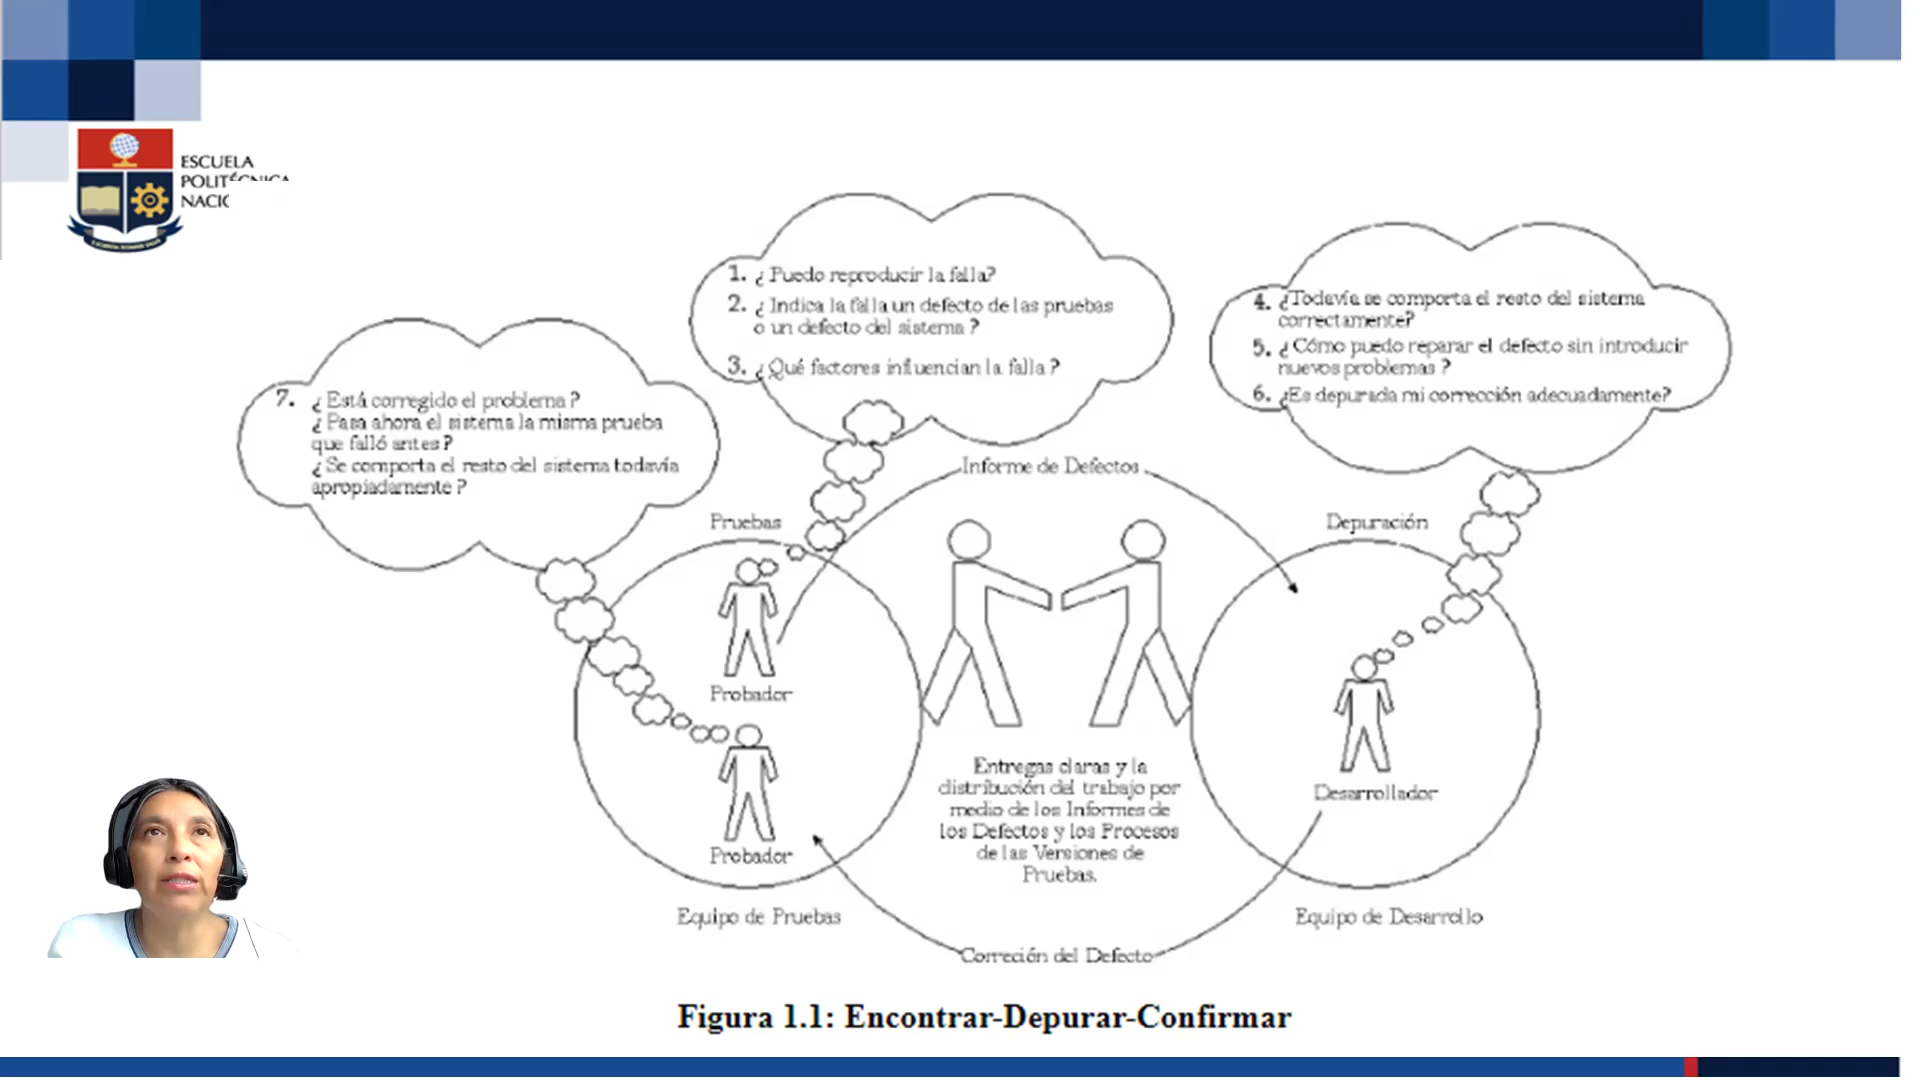 ESCUELA
POLITÉCNICA
NACIO
1. ¿Puedo reproducir la falla?
2. ¿Indica la falla un defecto de las pruebas
o un defecto del sistema?
3. ¿Qué factores influencian la falla?
4. ¿Todavía se comporta el resto del sistema
correctamente?
5. ¿Cómo puedo reparar el defecto sin introducir
nuevos problemas?
6. ¿Es depurada mi corrección adecuadamente?
7. ¿Está corregido el problema?
¿Pasa ahora el sistema la misma prueba
que falló antes?
¿Se comporta el resto del sistema todavía
apropiadamente?
Informe de Defectos
Pruebas
Depuración
Probador
Probador
Entregas claras y la
distribución del trabajo por
medio de los Informes de
los Defectos y los Procesos
de las Versiones de
Pruebas.
Desarrollador
Equipo de Pruebas
Equipo de Desarrollo
Correción del Defecto
Figura 1.1: Encontrar-Depurar-Confirmar